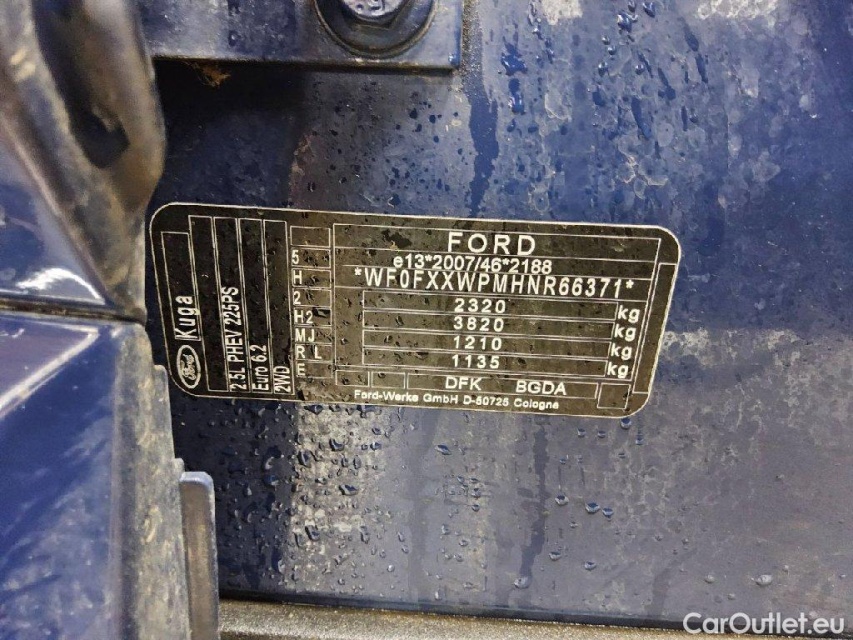 FORD
e13*2007/46*2188
*WF0FXXWPMHNR66371*
2320 kg
3820 kg
1210 kg
1135 kg
DFK BGDA
Ford-Werke GmbH D-50725 Cologne
5
H
2
H2
MJ
R L
E
Ford Kuga
2.5L PHEV 225PS
Euro 6.2
2WD
CarOutlet.eu